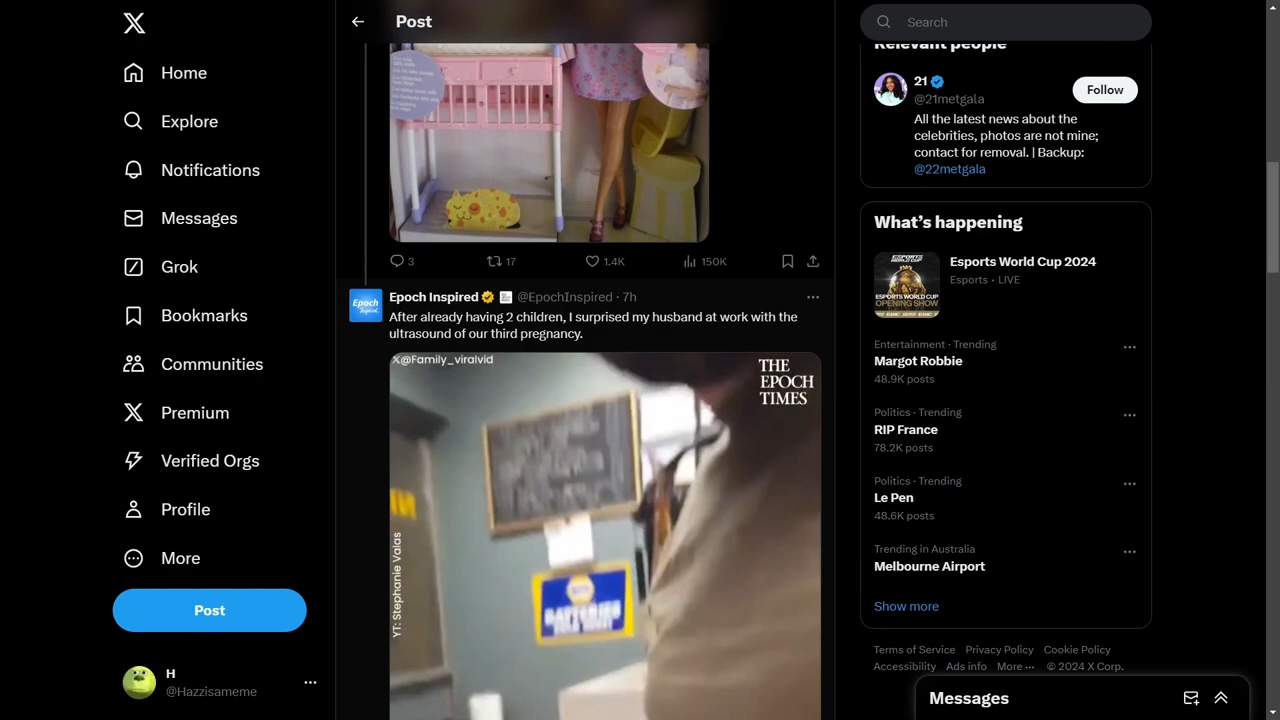 Home
Explore
Notifications
Messages
Grok
Bookmarks
Communities
Premium
Verified Orgs
Profile
More
Post
H
@Hazzisameme
Post
3
17
1.4K
150K
Epoch Inspired @EpochInspired · 7h
After already having 2 children, I surprised my husband at work with the
ultrasound of our third pregnancy.
X@Family_viralvid
THE
EPOCH
TIMES
YT: Stephanie Valas
BATTERIES
Search
Relevant people
21
@21metgala
Follow
All the latest news about the
celebrities, photos are not mine;
contact for removal. | Backup:
@22metgala
What's happening
ESPORTS WORLD CUP
OPENING SHOW
Esports World Cup 2024
Esports · LIVE
Entertainment · Trending
Margot Robbie
48.9K posts
Politics · Trending
RIP France
78.2K posts
Politics · Trending
Le Pen
48.6K posts
Trending in Australia
Melbourne Airport
Show more
Terms of Service Privacy Policy Cookie Policy
Accessibility Ads info More ··· © 2024 X Corp.
Messages